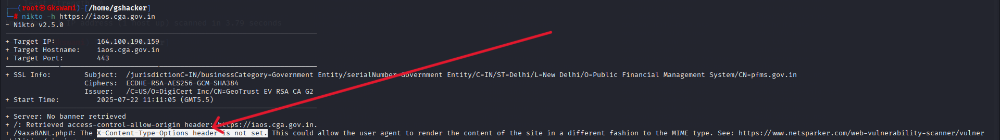 (root㉿Gkswami)-[/home/gshacker]
# nikto -h https://iaos.cga.gov.in
- Nikto v2.5.0
+ Target IP: 164.100.190.159
+ Target Hostname: iaos.cga.gov.in
+ Target Port: 443
+ SSL Info: Subject: /jurisdictionC=IN/businessCategory=Government Entity/serialNumber=Government Entity/C=IN/ST=Delhi/L=New Delhi/O=Public Financial Management System/CN=pfms.gov.in
Ciphers: ECDHE-RSA-AES256-GCM-SHA384
Issuer: /C=US/O=DigiCert Inc/CN=GeoTrust EV RSA CA G2
+ Start Time: 2025-07-22 11:11:05 (GMT5.5)
+ Server: No banner retrieved
+ /: Retrieved access-control-allow-origin header: https://iaos.cga.gov.in.
+ /9axa8ANL.php#: The X-Content-Type-Options header is not set. This could allow the user agent to render the content of the site in a different fashion to the MIME type. See: https://www.netsparker.com/web-vulnerability-scanner/vulner